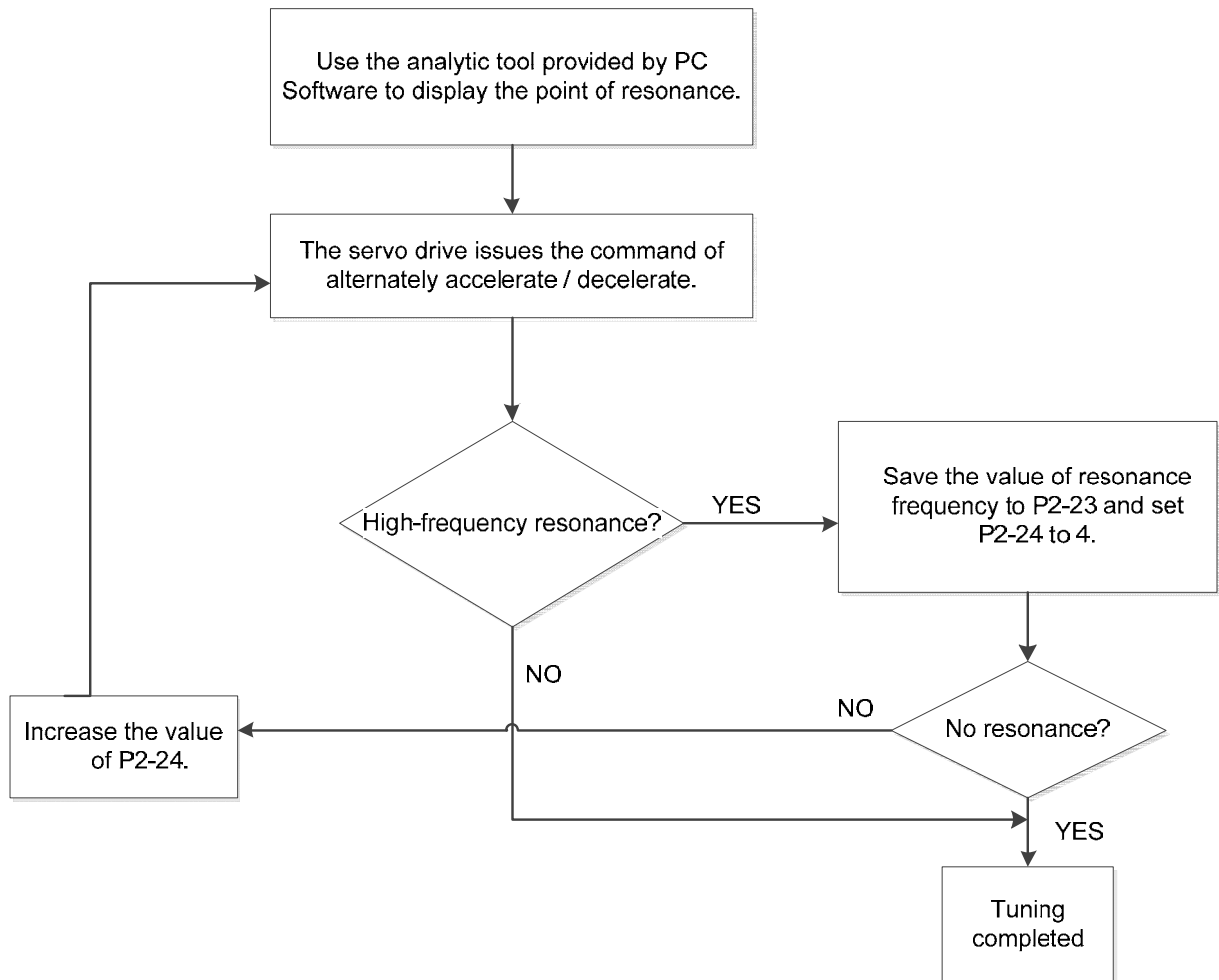 Use the analytic tool provided by PC
Software to display the point of resonance.
The servo drive issues the command of
alternately accelerate / decelerate.
High-frequency resonance?
YES
Save the value of resonance
frequency to P2-23 and set
P2-24 to 4.
NO
No resonance?
NO
Increase the value
of P2-24.
YES
Tuning
completed